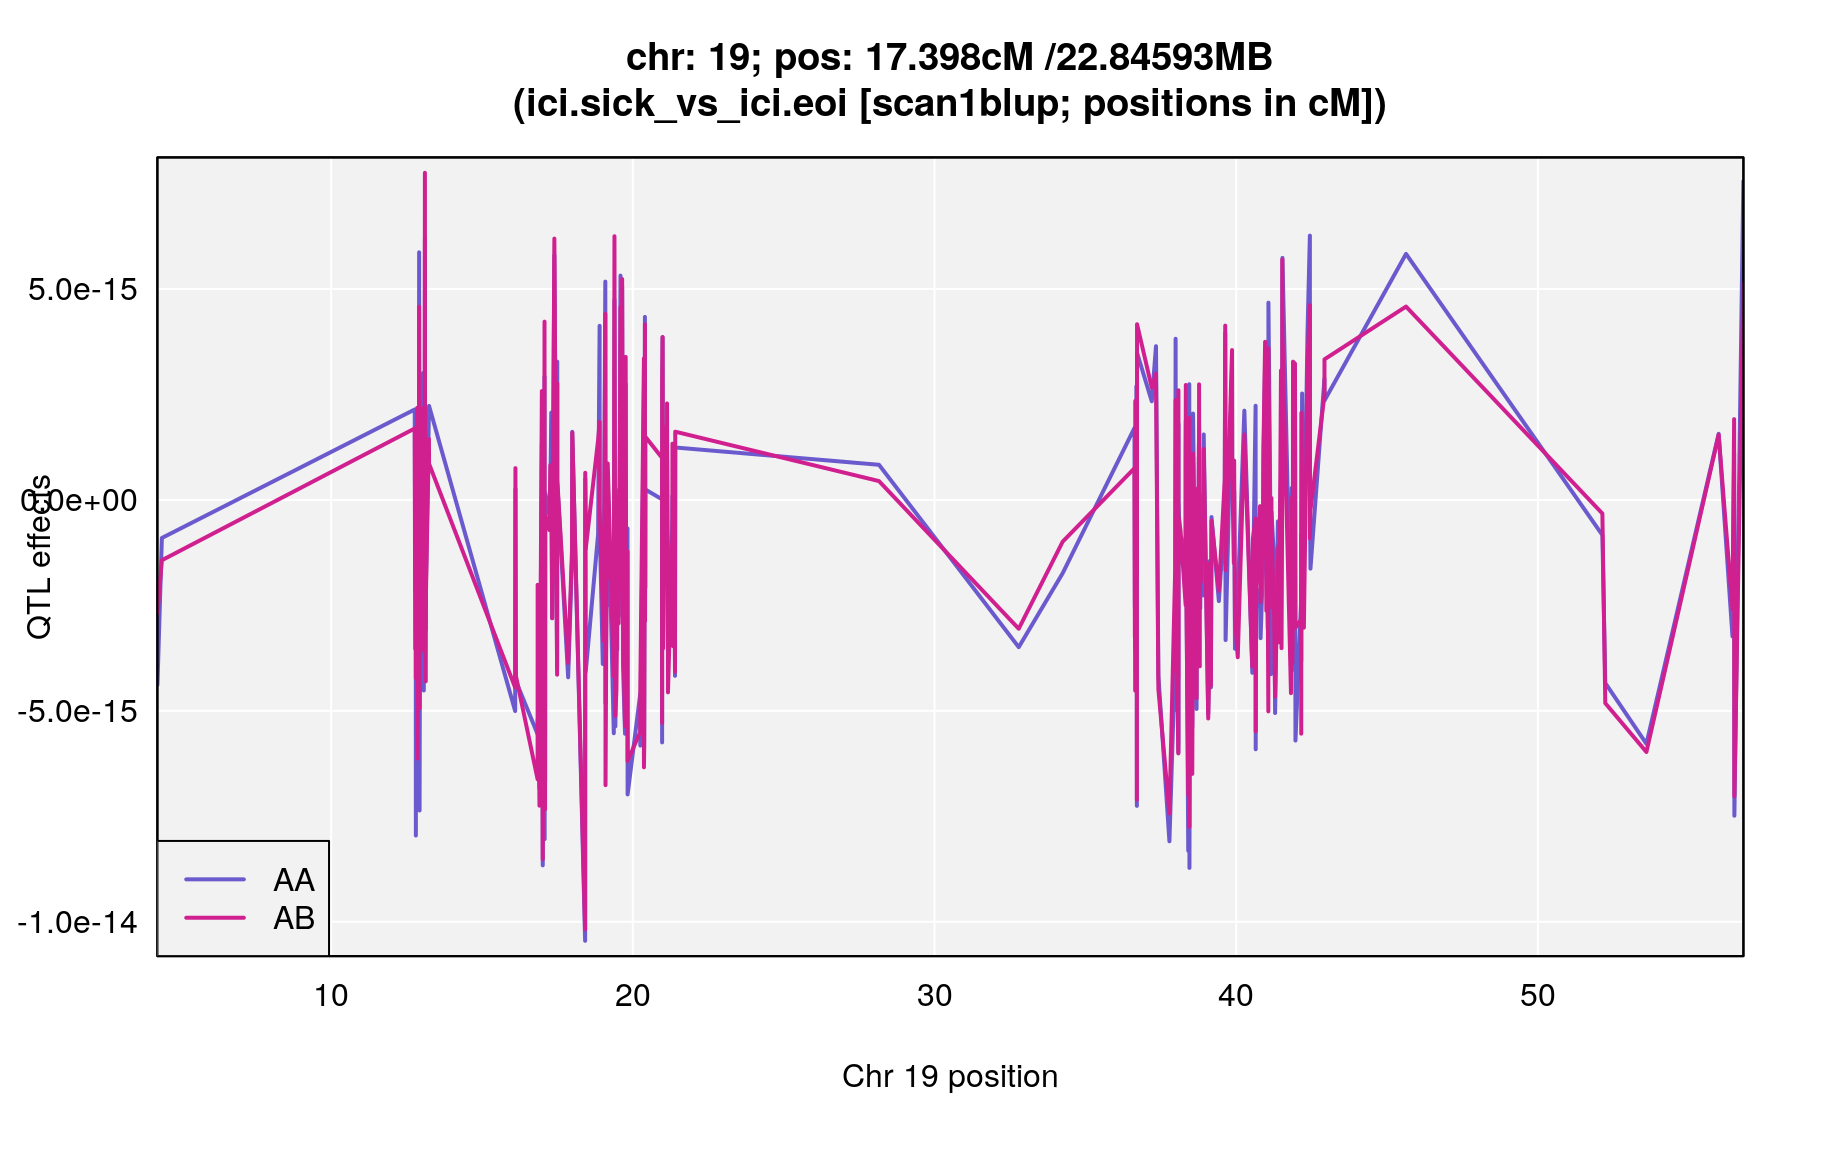 chr: 19; pos: 17.398cM /22.84593MB
(ici.sick_vs_ici.eoi [scan1blup; positions in cM])
5.0e-15
0.0e+00
-5.0e-15
-1.0e-14
QTL effects
AA
AB
10 20 30 40 50
Chr 19 position